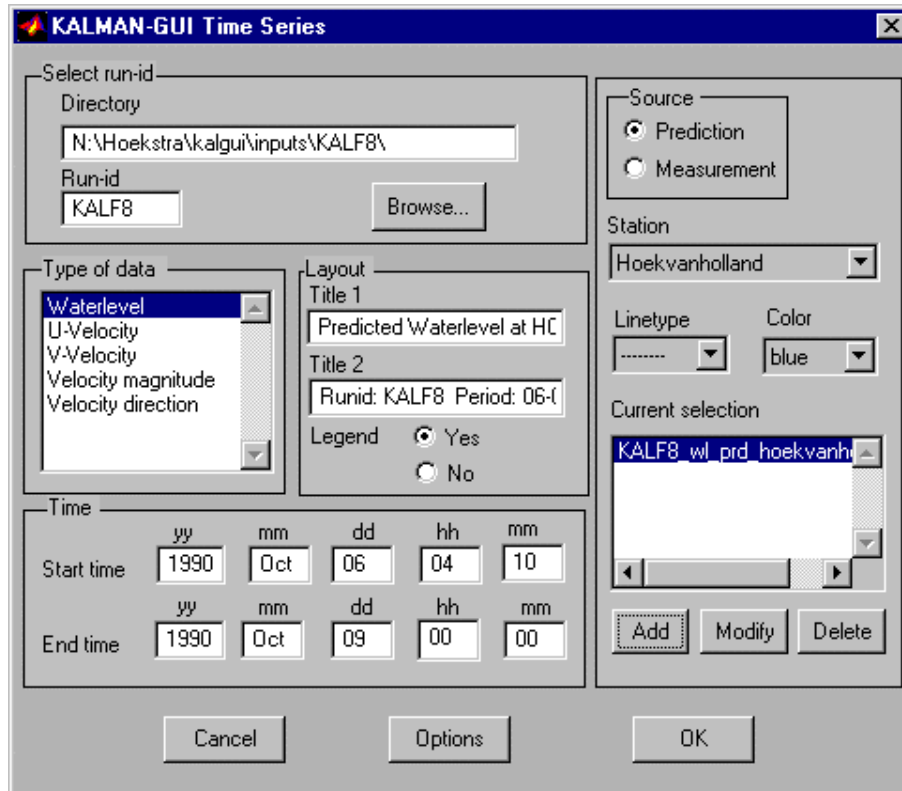 KALMAN-GUI Time Series
Select run-id
Directory
N:\Hoekstra\kalgui\inputs\KALF8\
Run-id
KALF8
Browse...
Type of data
Waterlevel
U-Velocity
V-Velocity
Velocity magnitude
Velocity direction
Layout
Title 1
Predicted Waterlevel at HO
Title 2
Runid: KALF8 Period: 06-0
Legend
Yes
No
Time
yy mm dd hh mm
Start time 1990 Oct 06 04 10
yy mm dd hh mm
End time 1990 Oct 09 00 00
Source
Prediction
Measurement
Station
Hoekvanholland
Linetype Color
-------- blue
Current selection
KALF8_wl_prd_hoekvanho
Add Modify Delete
Cancel Options OK